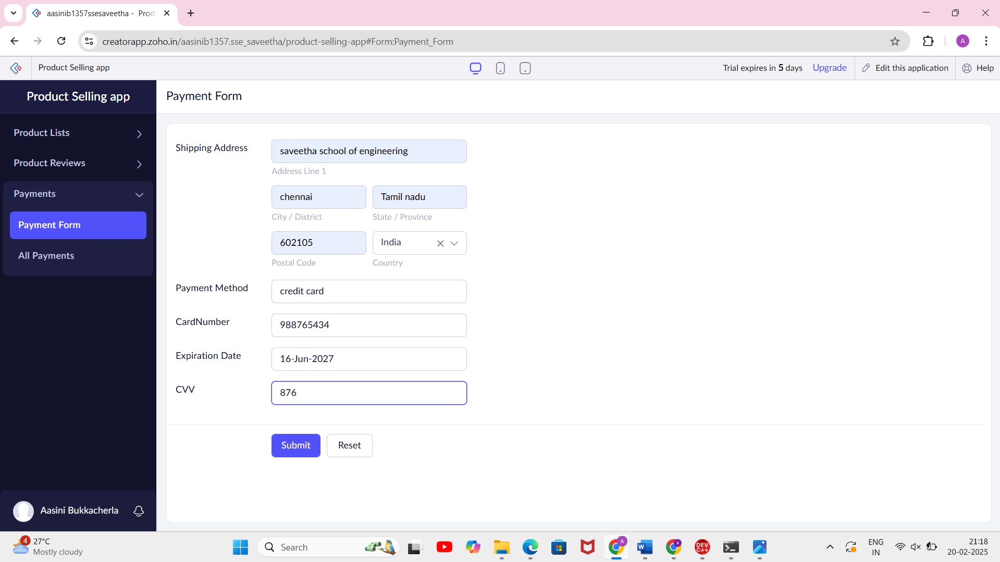 aasinib1357ssesaveetha - Prod
creatorapp.zoho.in/aasinib1357.sse_saveetha/product-selling-app#Form:Payment_Form
A
Product Selling app
Trial expires in 5 days
Upgrade
Edit this application
Help
Product Selling app
Product Lists
Product Reviews
Payments
Payment Form
All Payments
Aasini Bukkacherla
Payment Form
Shipping Address
saveetha school of engineering
Address Line 1
chennai
Tamil nadu
City / District
State / Province
602105
India
Postal Code
Country
Payment Method
credit card
CardNumber
988765434
Expiration Date
16-Jun-2027
CVV
876
Submit
Reset
4
27°C
Mostly cloudy
Search
A
W
a
DEV
C++
ENG
IN
21:18
20-02-2025